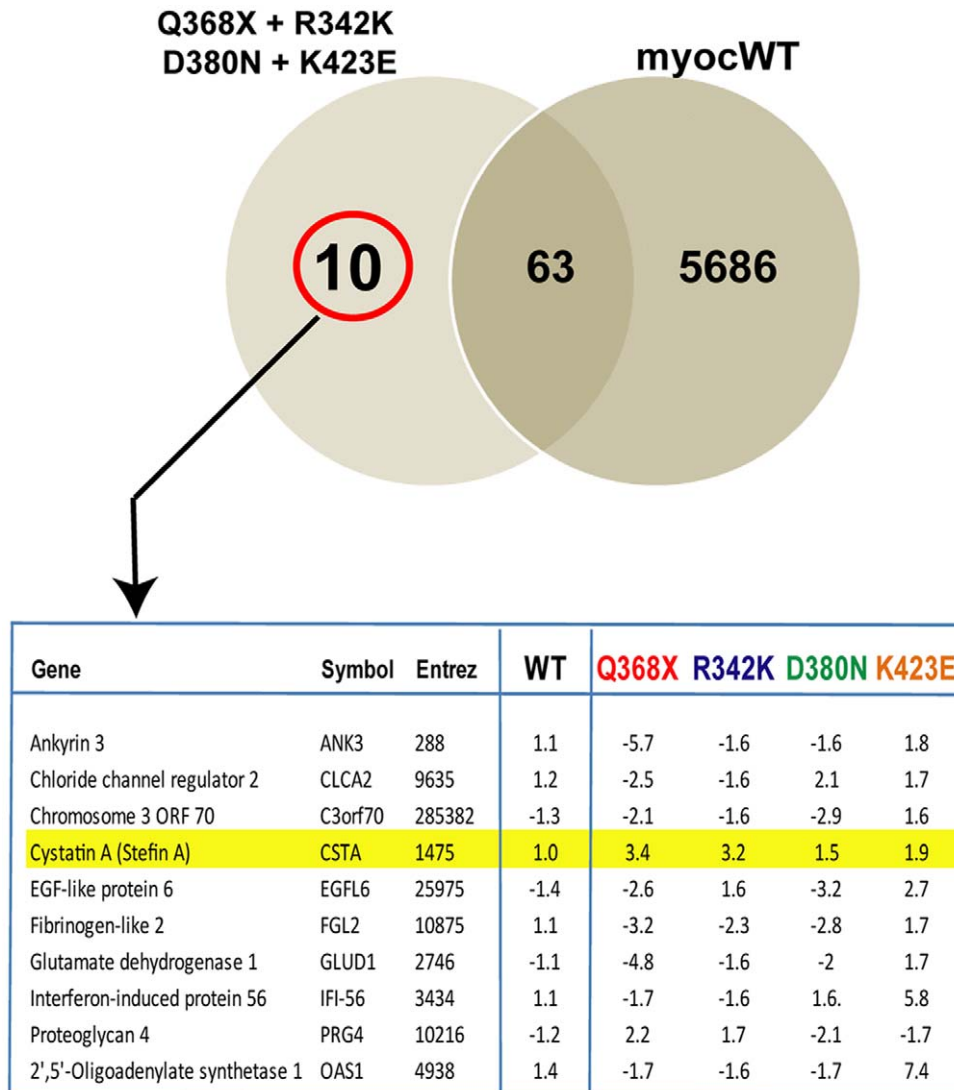 Q368X + R342K
D380N + K423E
myocWT
10 63 5686
Gene Symbol Entrez WT Q368X R342K D380N K423E
Ankyrin 3 ANK3 288 1.1 -5.7 -1.6 -1.6 1.8
Chloride channel regulator 2 CLCA2 9635 1.2 -2.5 -1.6 2.1 1.7
Chromosome 3 ORF 70 C3orf70 285382 -1.3 -2.1 -1.6 -2.9 1.6
Cystatin A (Stefin A) CSTA 1475 1.0 3.4 3.2 1.5 1.9
EGF-like protein 6 EGFL6 25975 -1.4 -2.6 1.6 -3.2 2.7
Fibrinogen-like 2 FGL2 10875 1.1 -3.2 -2.3 -2.8 1.7
Glutamate dehydrogenase 1 GLUD1 2746 -1.1 -4.8 -1.6 -2 1.7
Interferon-induced protein 56 IFI-56 3434 1.1 -1.7 -1.6 1.6. 5.8
Proteoglycan 4 PRG4 10216 -1.2 2.2 1.7 -2.1 -1.7
2',5'-Oligoadenylate synthetase 1 OAS1 4938 1.4 -1.7 -1.6 -1.7 7.4